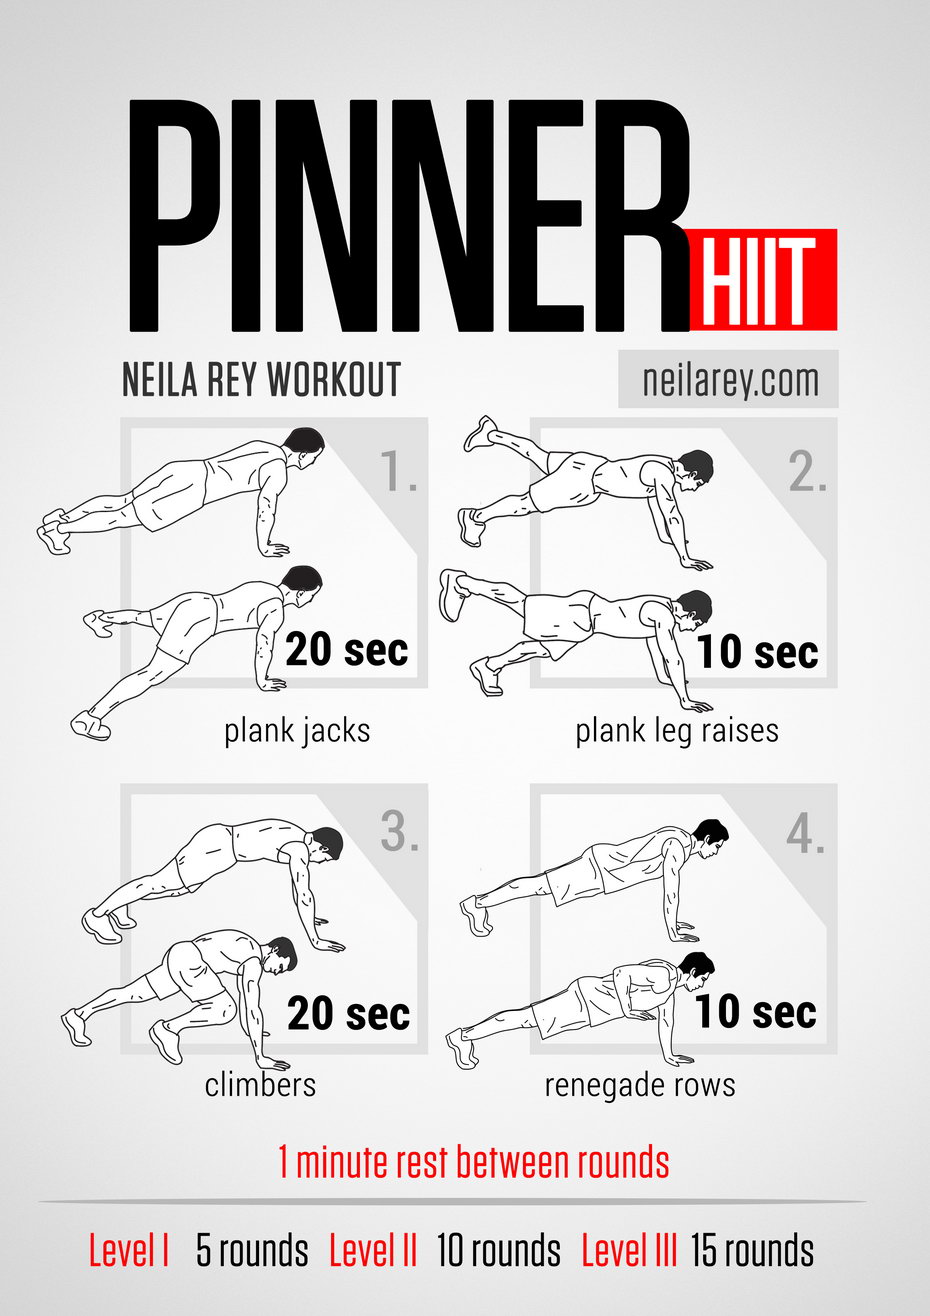 PINNER
HIIT
NEILA REY WORKOUT
neilarey.com
1.
20 sec
plank jacks
2.
10 sec
plank leg raises
3.
20 sec
climbers
4.
10 sec
renegade rows
1 minute rest between rounds
Level I 5 rounds Level II 10 rounds Level III 15 rounds